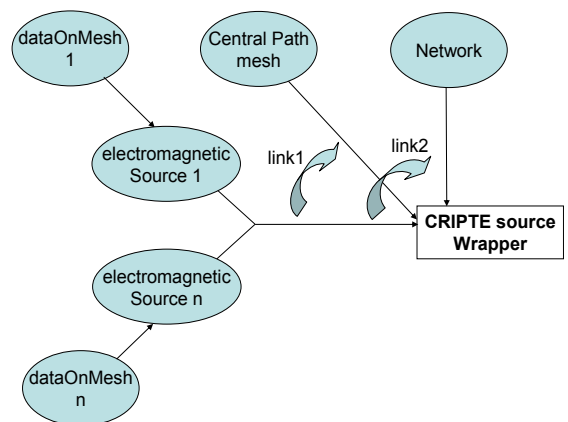 dataOnMesh
1
Central Path
mesh
Network
electromagnetic
Source 1
link1
link2
CRIPTE source
Wrapper
electromagnetic
Source n
dataOnMesh
n